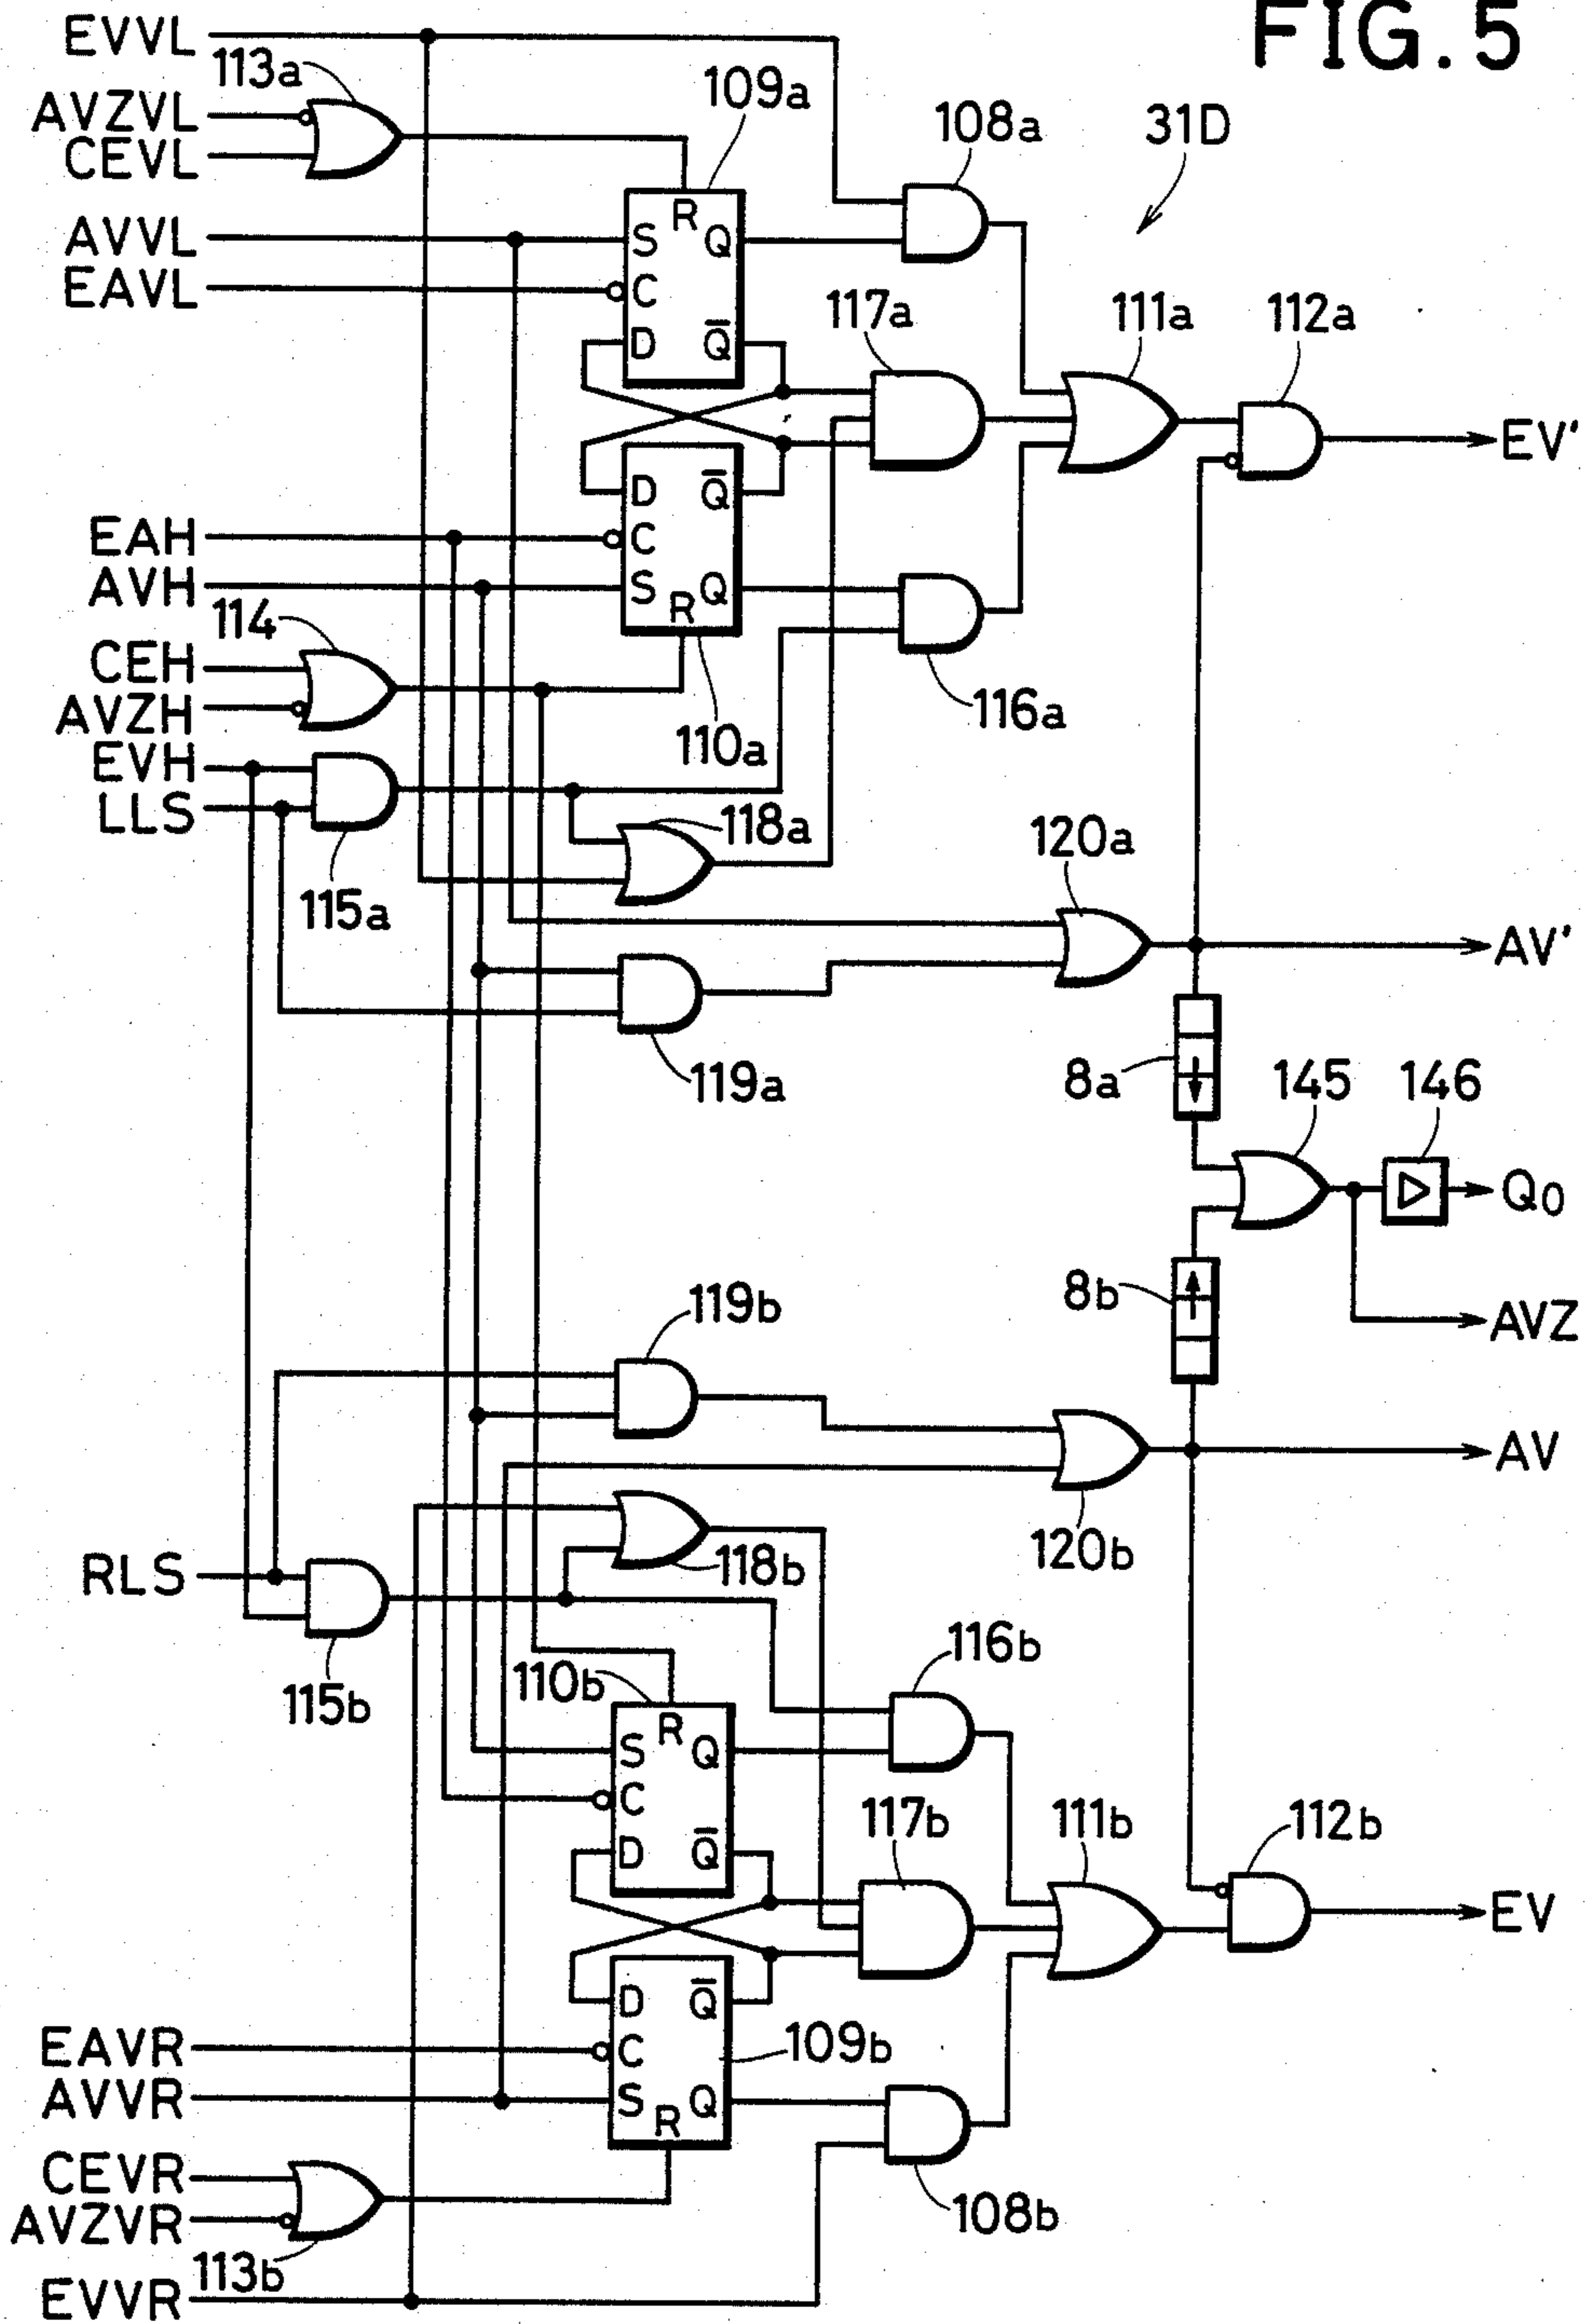 FIG. 5
EVVL
113a
109a
AVZVL
108a
31D
CEVL
R
AVVL
S
Q
EAVL
C
117a
111a
112a
D
Q̅
EV'
D
Q̅
EAH
C
AVH
S
Q
114
R
CEH
AVZH
116a
110a
EVH
LLS
118a
120a
115a
AV'
119a
8a
145
146
Q0
8b
119b
AVZ
AV
120b
RLS
118b
116b
110b
115b
R
S
Q
C
117b
111b
112b
D
Q̅
EV
D
Q̅
EAVR
C
109b
AVVR
S
Q
R
CEVR
AVZVR
108b
113b
EVVR